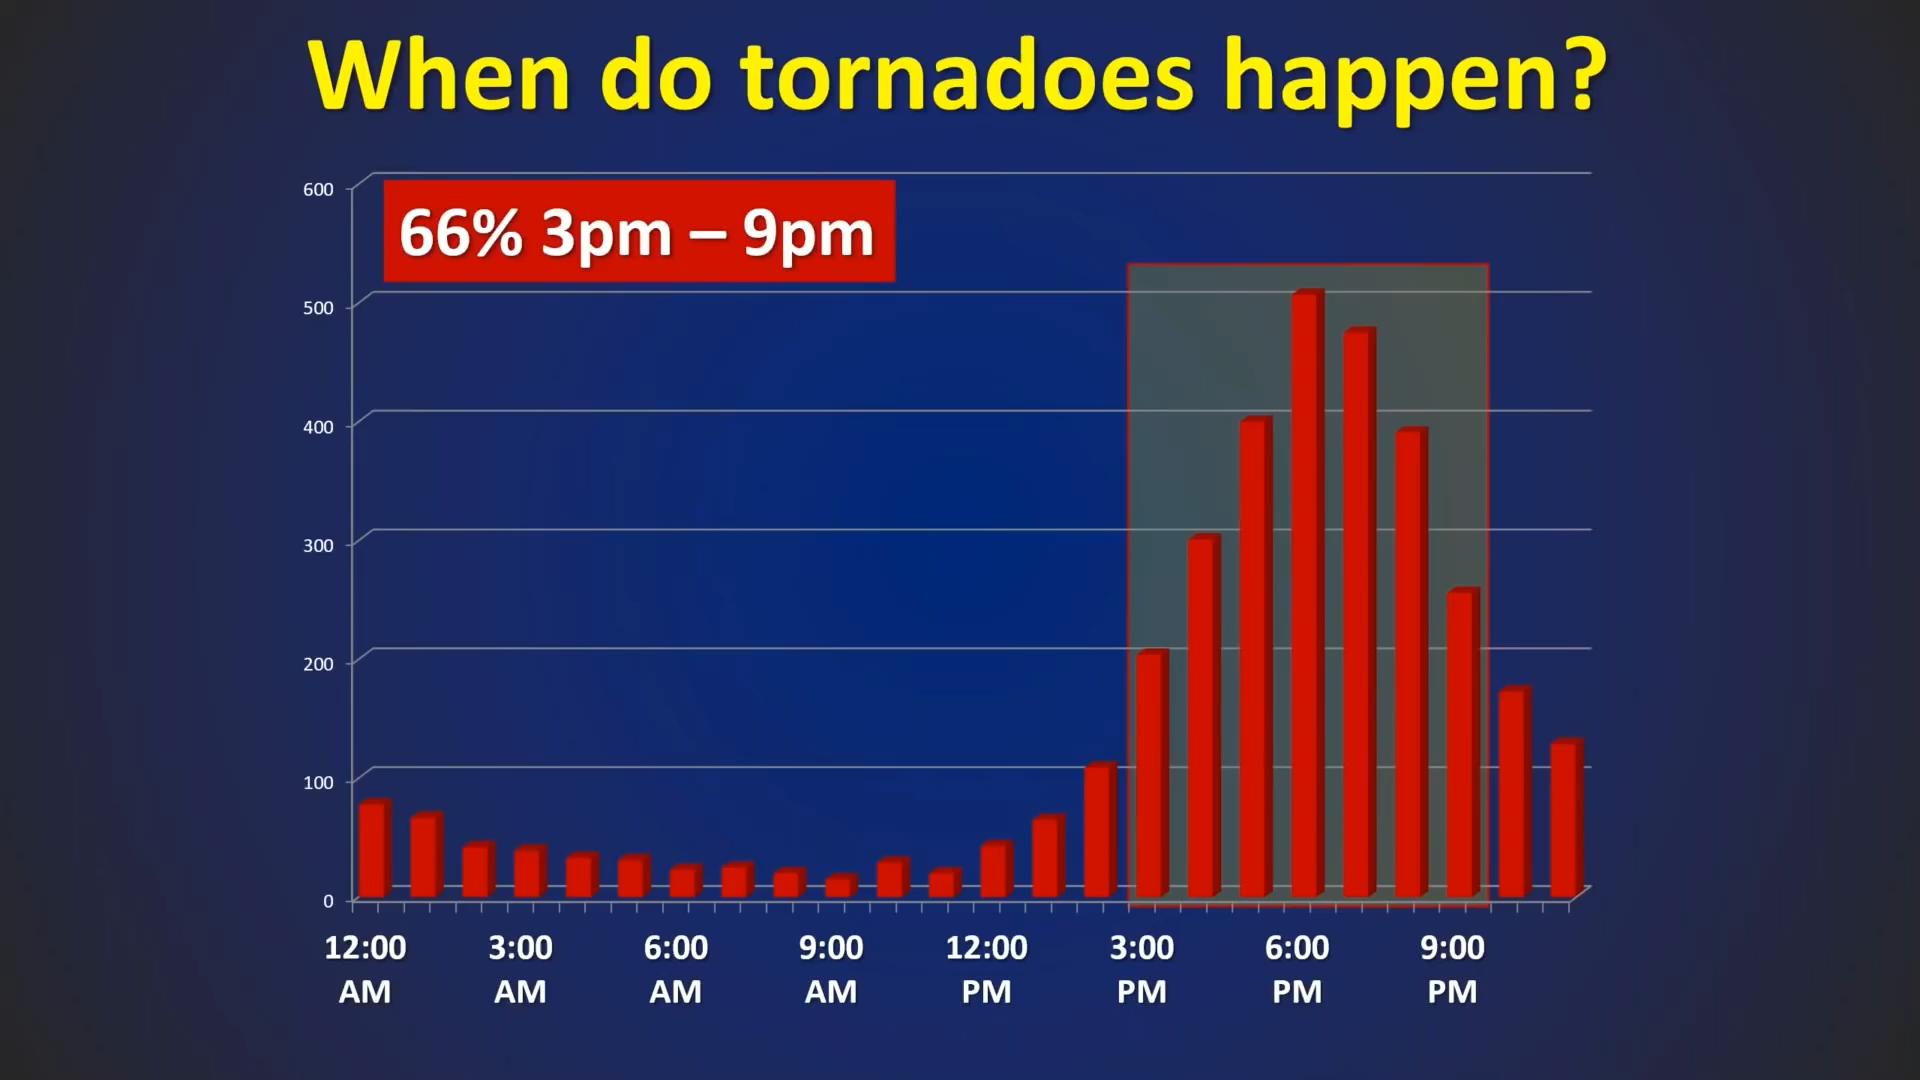 When do tornadoes happen?
66% 3pm – 9pm
600
500
400
300
200
100
0
12:00 AM
3:00 AM
6:00 AM
9:00 AM
12:00 PM
3:00 PM
6:00 PM
9:00 PM